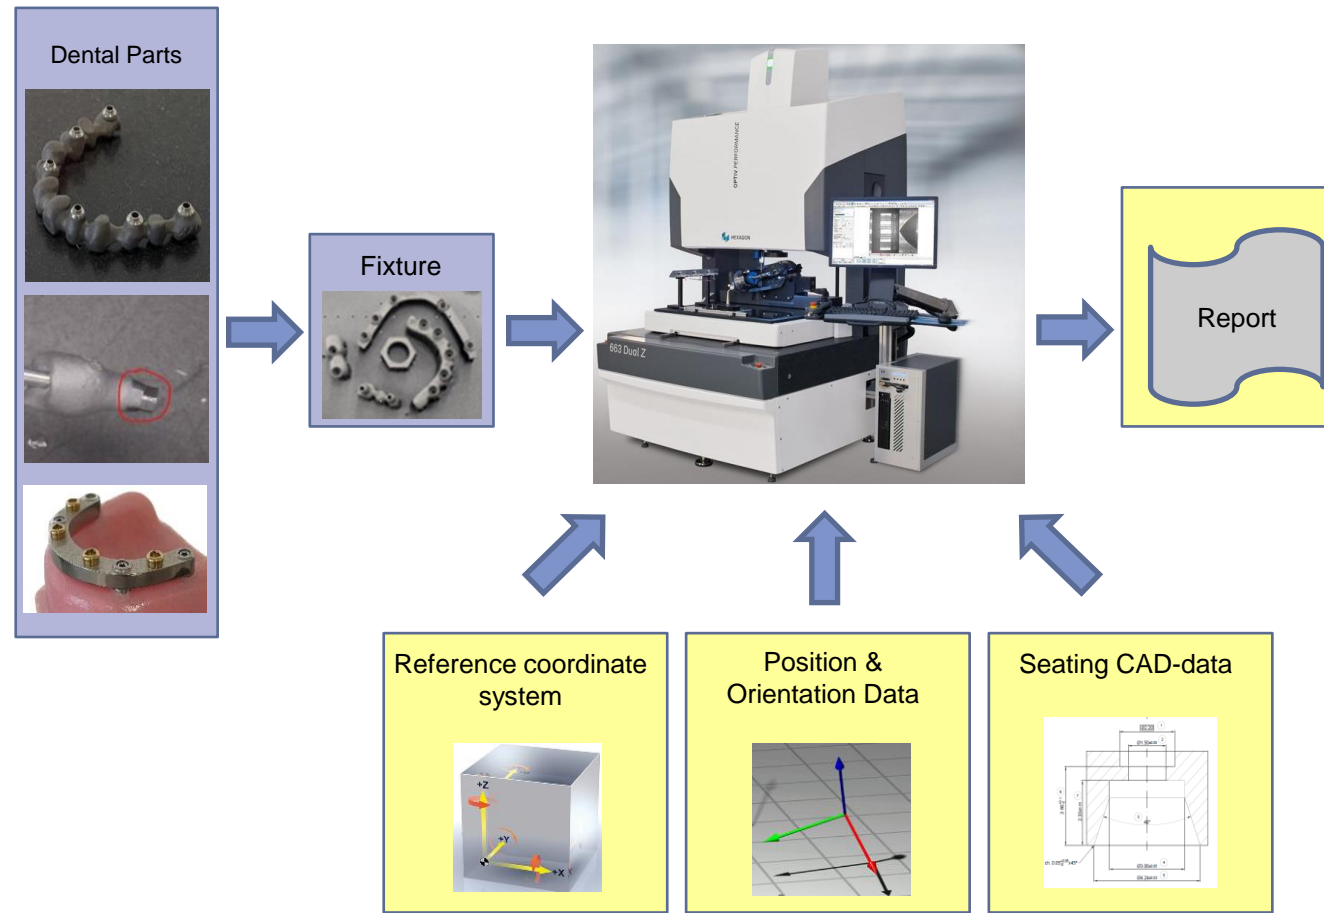 Dental Parts
Fixture
OPTIV PERFORMANCE
HEXAGON
663 Dual Z
Report
Reference coordinate
system
Position &
Orientation Data
Seating CAD-data
+Z
+Y
+X